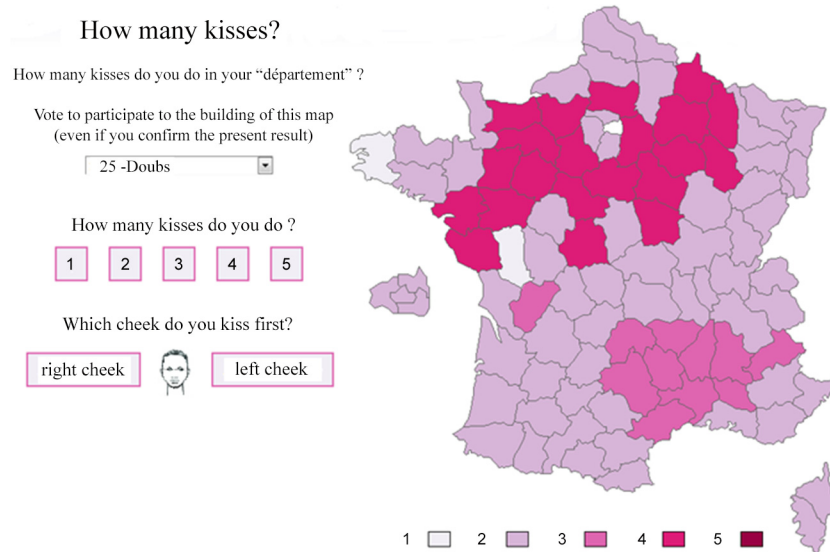 How many kisses?
How many kisses do you do in your “département” ?
Vote to participate to the building of this map
(even if you confirm the present result)
25 -Doubs
How many kisses do you do ?
1 2 3 4 5
Which cheek do you kiss first?
right cheek left cheek
1 2 3 4 5